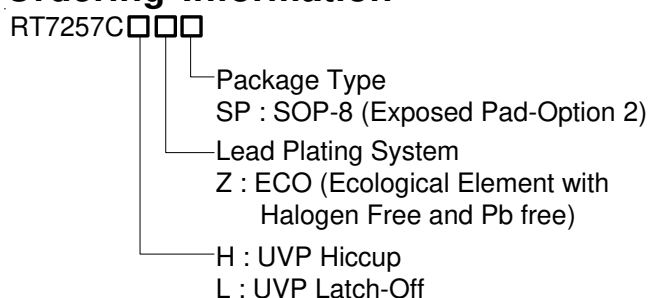 Ordering Information
RT7257C□□□
Package Type
SP : SOP-8 (Exposed Pad-Option 2)
Lead Plating System
Z : ECO (Ecological Element with
Halogen Free and Pb free)
H : UVP Hiccup
L : UVP Latch-Off